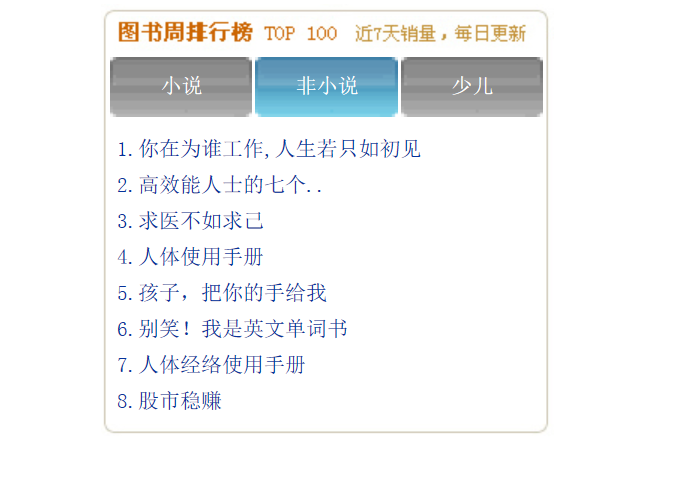 图书周排行榜 TOP 100 近7天销量，每日更新
小说 非小说 少儿
1.你在为谁工作,人生若只如初见
2.高效能人士的七个..
3.求医不如求己
4.人体使用手册
5.孩子，把你的手给我
6.别笑！我是英文单词书
7.人体经络使用手册
8.股市稳赚